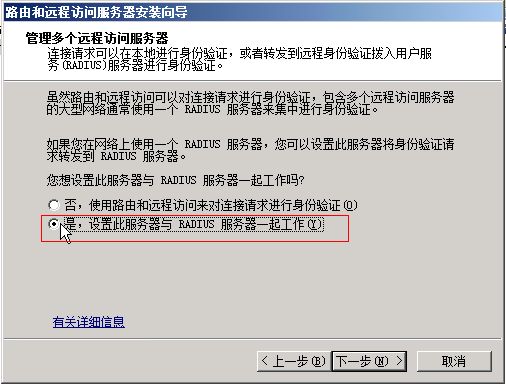 路由和远程访问服务器安装向导
管理多个远程访问服务器
连接请求可以在本地进行身份验证，或者转发到远程身份验证拨入用户服
务(RADIUS)服务器进行身份验证。
虽然路由和远程访问可以对连接请求进行身份验证，包含多个远程访问服务器
的大型网络通常使用一个 RADIUS 服务器来集中进行身份验证。
如果您在网络上使用一个 RADIUS 服务器，您可以设置此服务器将身份验证请
求转发到 RADIUS 服务器。
您想设置此服务器与 RADIUS 服务器一起工作吗?
否，使用路由和远程访问来对连接请求进行身份验证(O)
是，设置此服务器与 RADIUS 服务器一起工作(Y)
有关详细信息
< 上一步(B) 下一步(N) > 取消